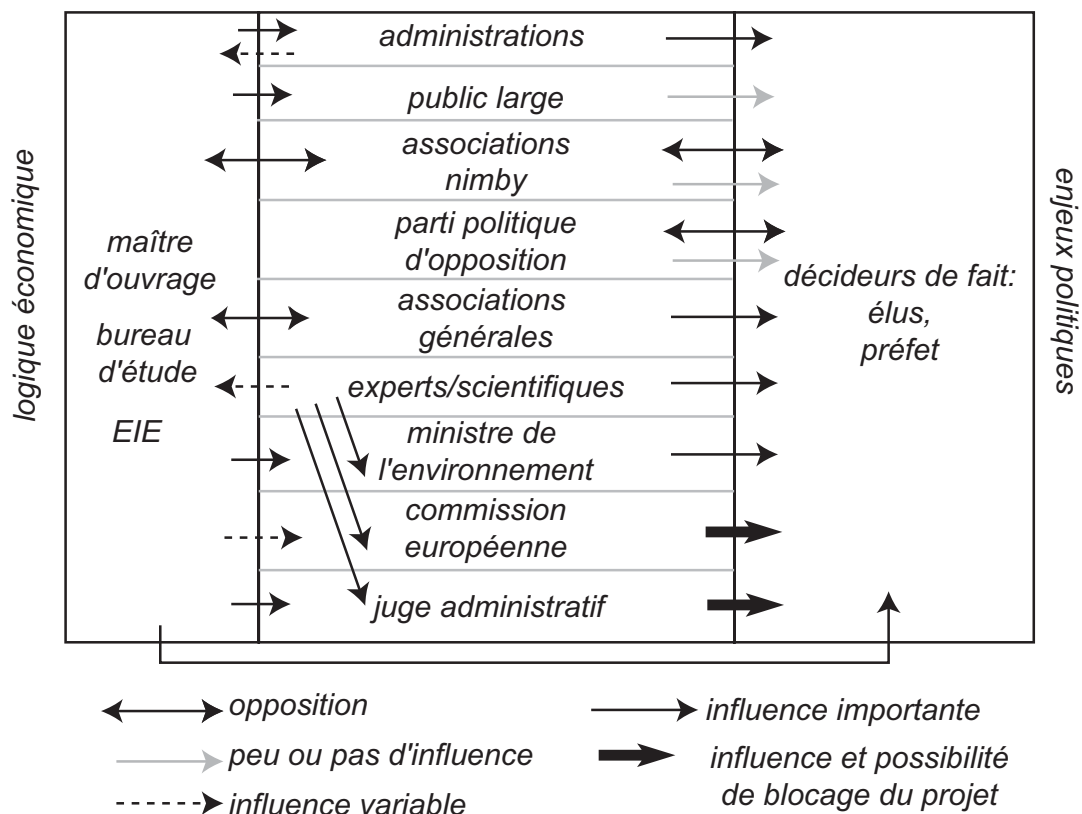 logique économique
maître
d'ouvrage
bureau
d'étude
EIE
administrations
public large
associations
nimby
parti politique
d'opposition
associations
générales
experts/scientifiques
ministre de
l'environnement
commission
européenne
juge administratif
décideurs de fait:
élus,
préfet
enjeux politiques
opposition
peu ou pas d'influence
influence variable
influence importante
influence et possibilité
de blocage du projet